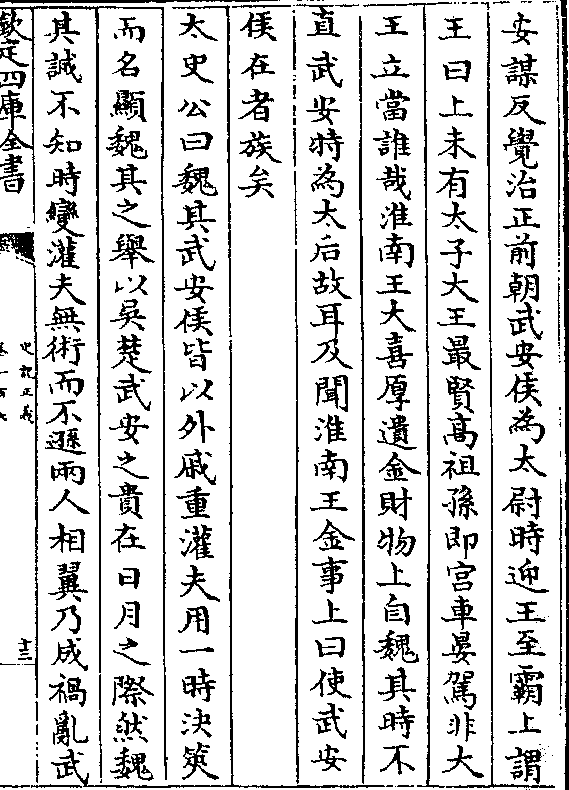 安謀反覺治正前朝武安侯為太尉時迎王至霸上謂
王曰上未有太子大王最賢髙祖孫即宫車晏駕非大
王立當誰哉淮南王大喜厚遺金財物上自魏其時不
直武安特為太后故耳及聞淮南王金事上曰使武安
侯在者族矣
太史公曰魏其武安侯皆以外戚重灌夫用一時決筴
而名顯魏其之舉以吳楚武安之貴在日月之際然魏
其誠不知時變灌夫無術而不遜兩人相翼乃成禍亂武
欽定四庫全書
史記正義
十三